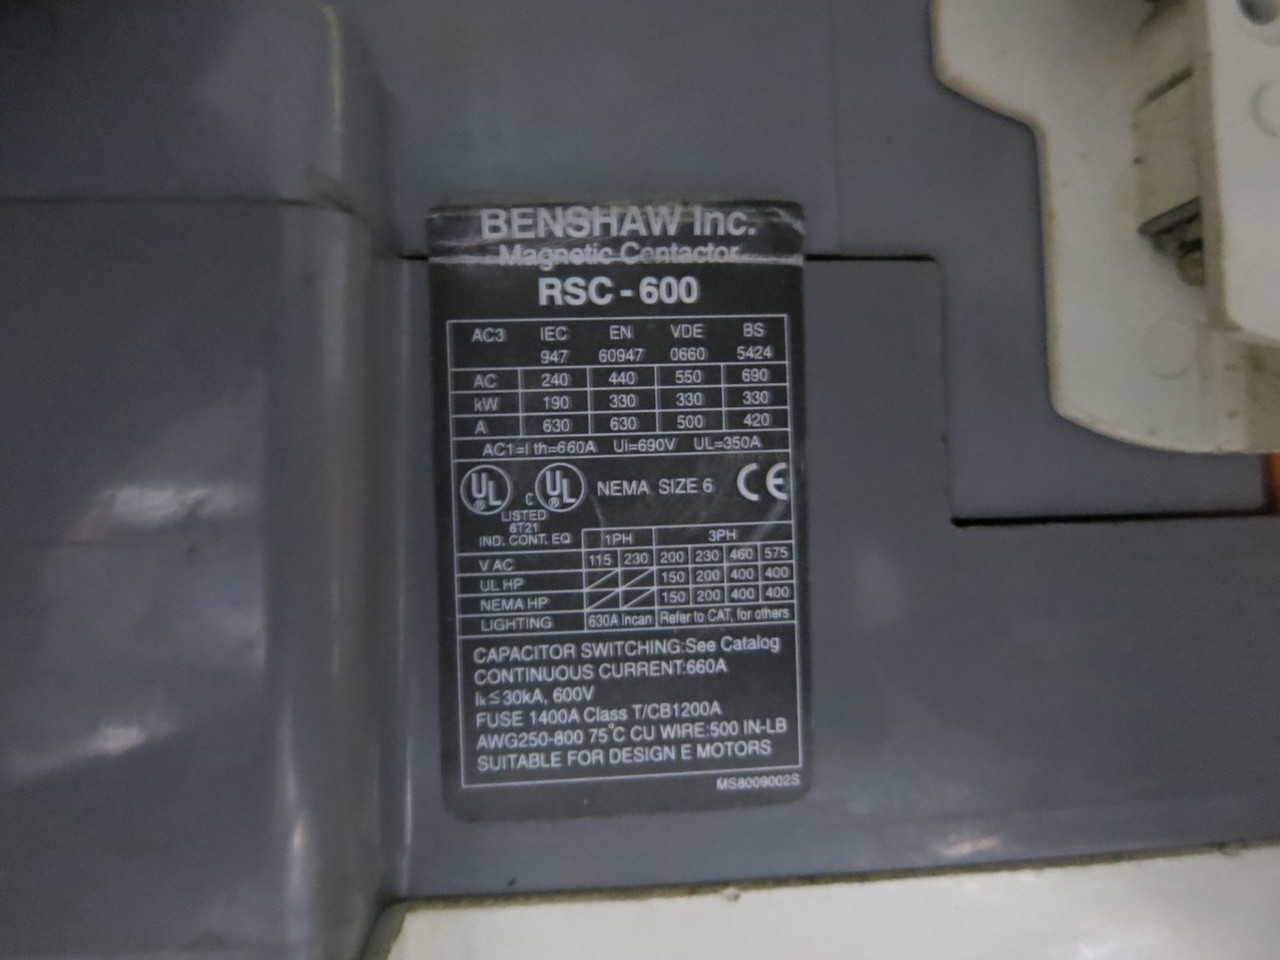 BENSHAW Inc.
Magnetic Contactor
RSC - 600
AC3 IEC EN VDE BS
947 60947 0660 5424
AC 240 440 550 690
kW 190 330 330 330
A 630 630 500 420
AC1=I th=660A Ui=690V UL=350A
UL ® C UL ® NEMA SIZE 6 CE
LISTED
6T21
IND. CONT. EQ 1PH 3PH
V AC 115 230 200 230 460 575
UL HP 150 200 400 400
NEMA HP 150 200 400 400
LIGHTING 630A Incan Refer to CAT, for others
CAPACITOR SWITCHING:See Catalog
CONTINUOUS CURRENT:660A
Ik≤30kA, 600V
FUSE 1400A Class T/CB1200A
AWG250-800 75°C CU WIRE:500 IN-LB
SUITABLE FOR DESIGN E MOTORS
MS8009002S